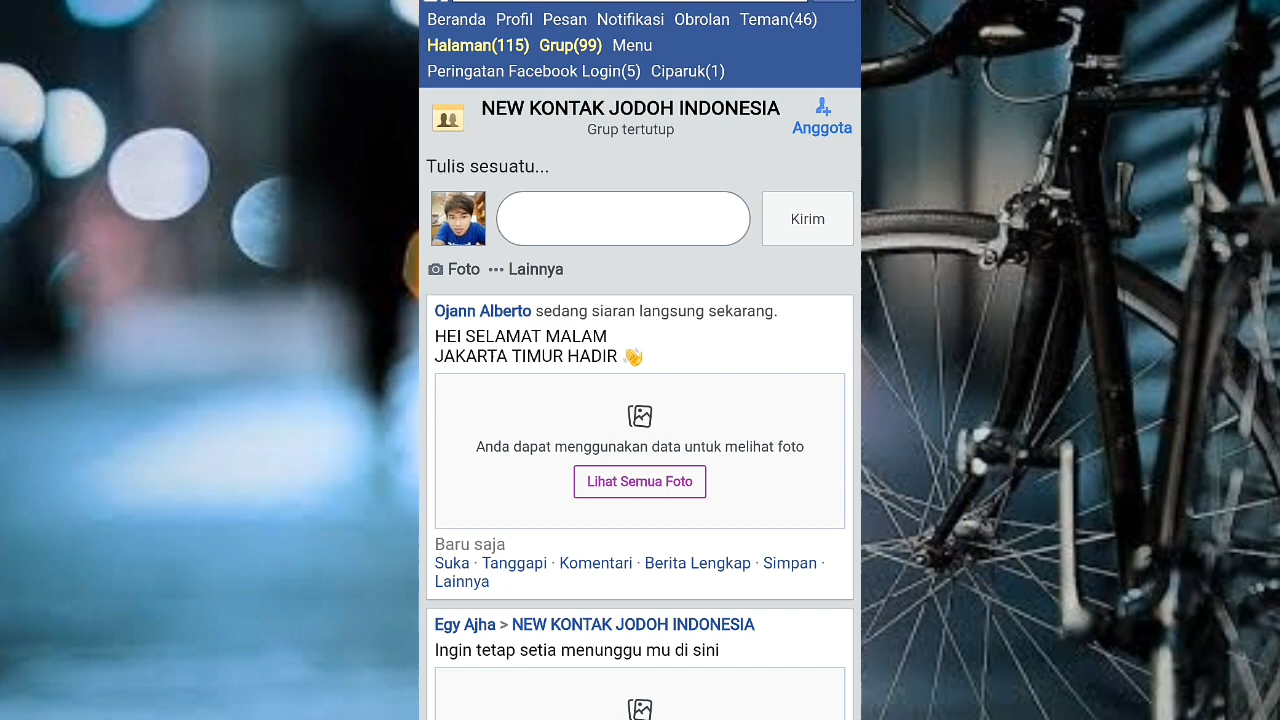 Beranda Profil Pesan Notifikasi Obrolan Teman(46)
Halaman(115) Grup(99) Menu
Peringatan Facebook Login(5) Ciparuk(1)
NEW KONTAK JODOH INDONESIA
Grup tertutup
Anggota
Tulis sesuatu...
Kirim
Foto ••• Lainnya
Ojann Alberto sedang siaran langsung sekarang.
HEI SELAMAT MALAM
JAKARTA TIMUR HADIR 👋
Anda dapat menggunakan data untuk melihat foto
Lihat Semua Foto
Baru saja
Suka · Tanggapi · Komentari · Berita Lengkap · Simpan ·
Lainnya
Egy Ajha > NEW KONTAK JODOH INDONESIA
Ingin tetap setia menunggu mu di sini